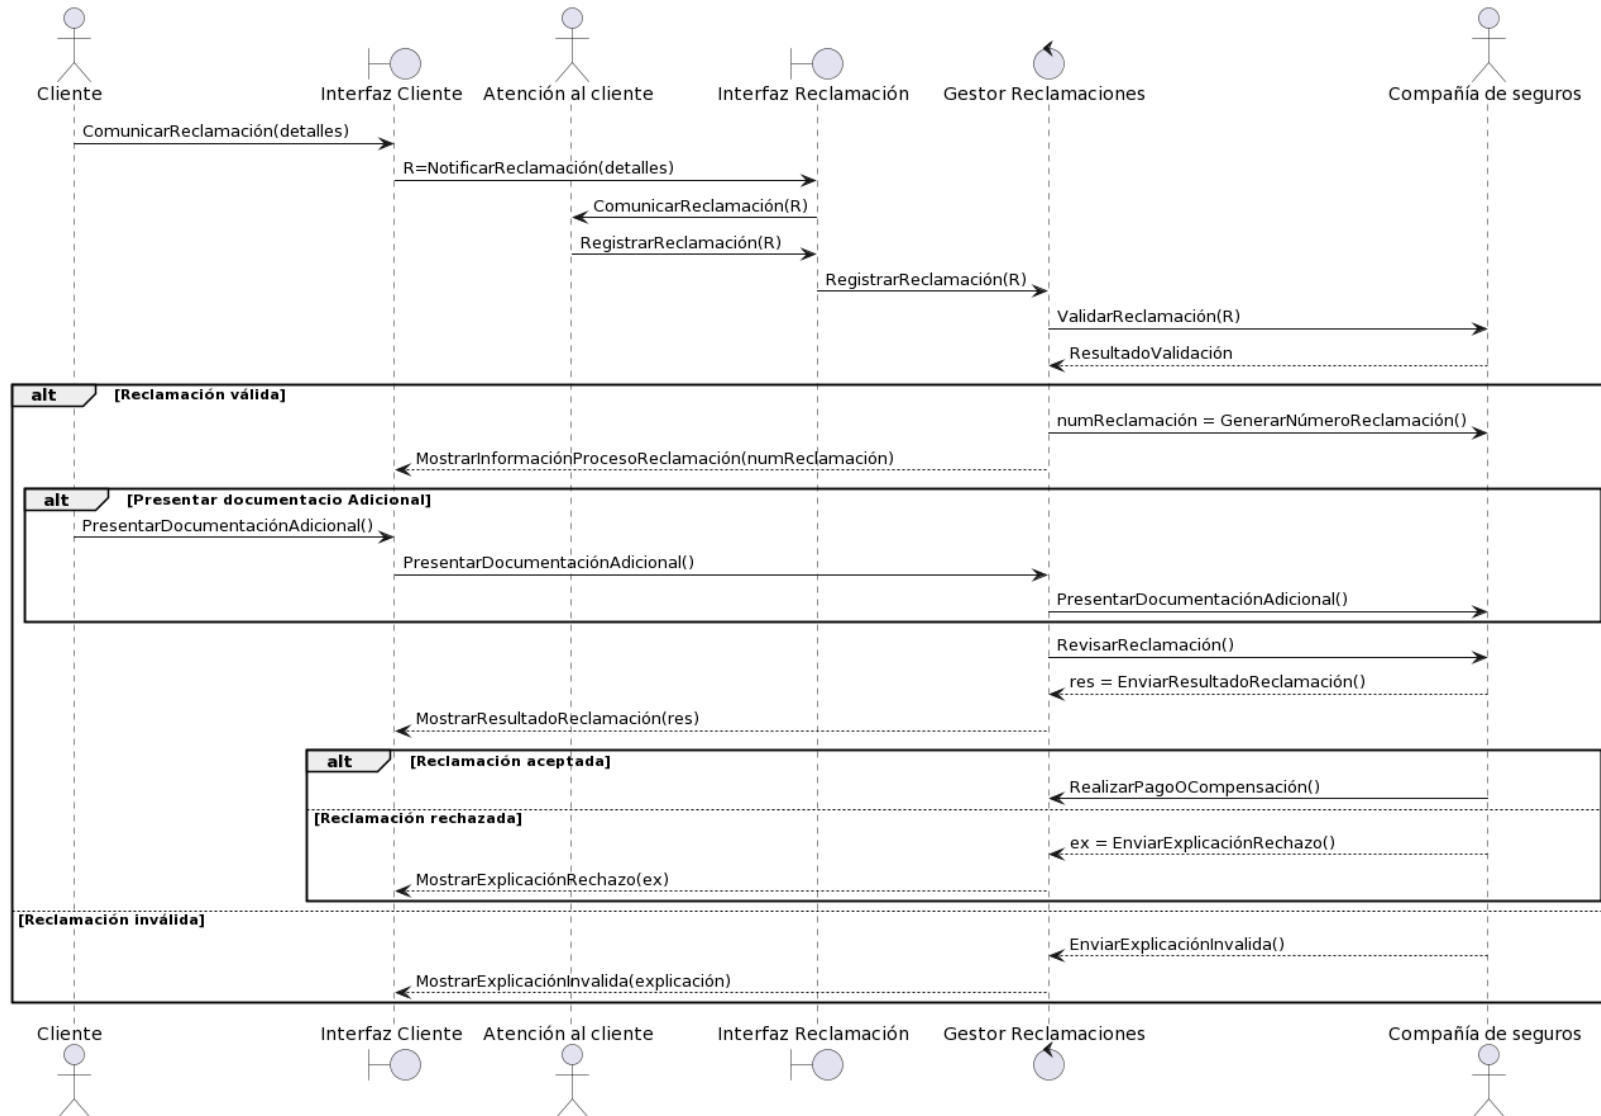 Cliente
Interfaz Cliente
Atención al cliente
Interfaz Reclamación
Gestor Reclamaciones
Compañía de seguros
ComunicarReclamación(detalles)
R=NotificarReclamación(detalles)
ComunicarReclamación(R)
RegistrarReclamación(R)
RegistrarReclamación(R)
ValidarReclamación(R)
ResultadoValidación
alt
[Reclamación válida]
numReclamación = GenerarNúmeroReclamación()
MostrarInformaciónProcesoReclamación(numReclamación)
alt
[Presentar documentacio Adicional]
PresentarDocumentaciónAdicional()
PresentarDocumentaciónAdicional()
PresentarDocumentaciónAdicional()
RevisarReclamación()
res = EnviarResultadoReclamación()
MostrarResultadoReclamación(res)
alt
[Reclamación aceptada]
RealizarPagoOCompensación()
[Reclamación rechazada]
ex = EnviarExplicaciónRechazo()
MostrarExplicaciónRechazo(ex)
[Reclamación inválida]
EnviarExplicaciónInvalida()
MostrarExplicaciónInvalida(explicación)
Cliente
Interfaz Cliente
Atención al cliente
Interfaz Reclamación
Gestor Reclamaciones
Compañía de seguros